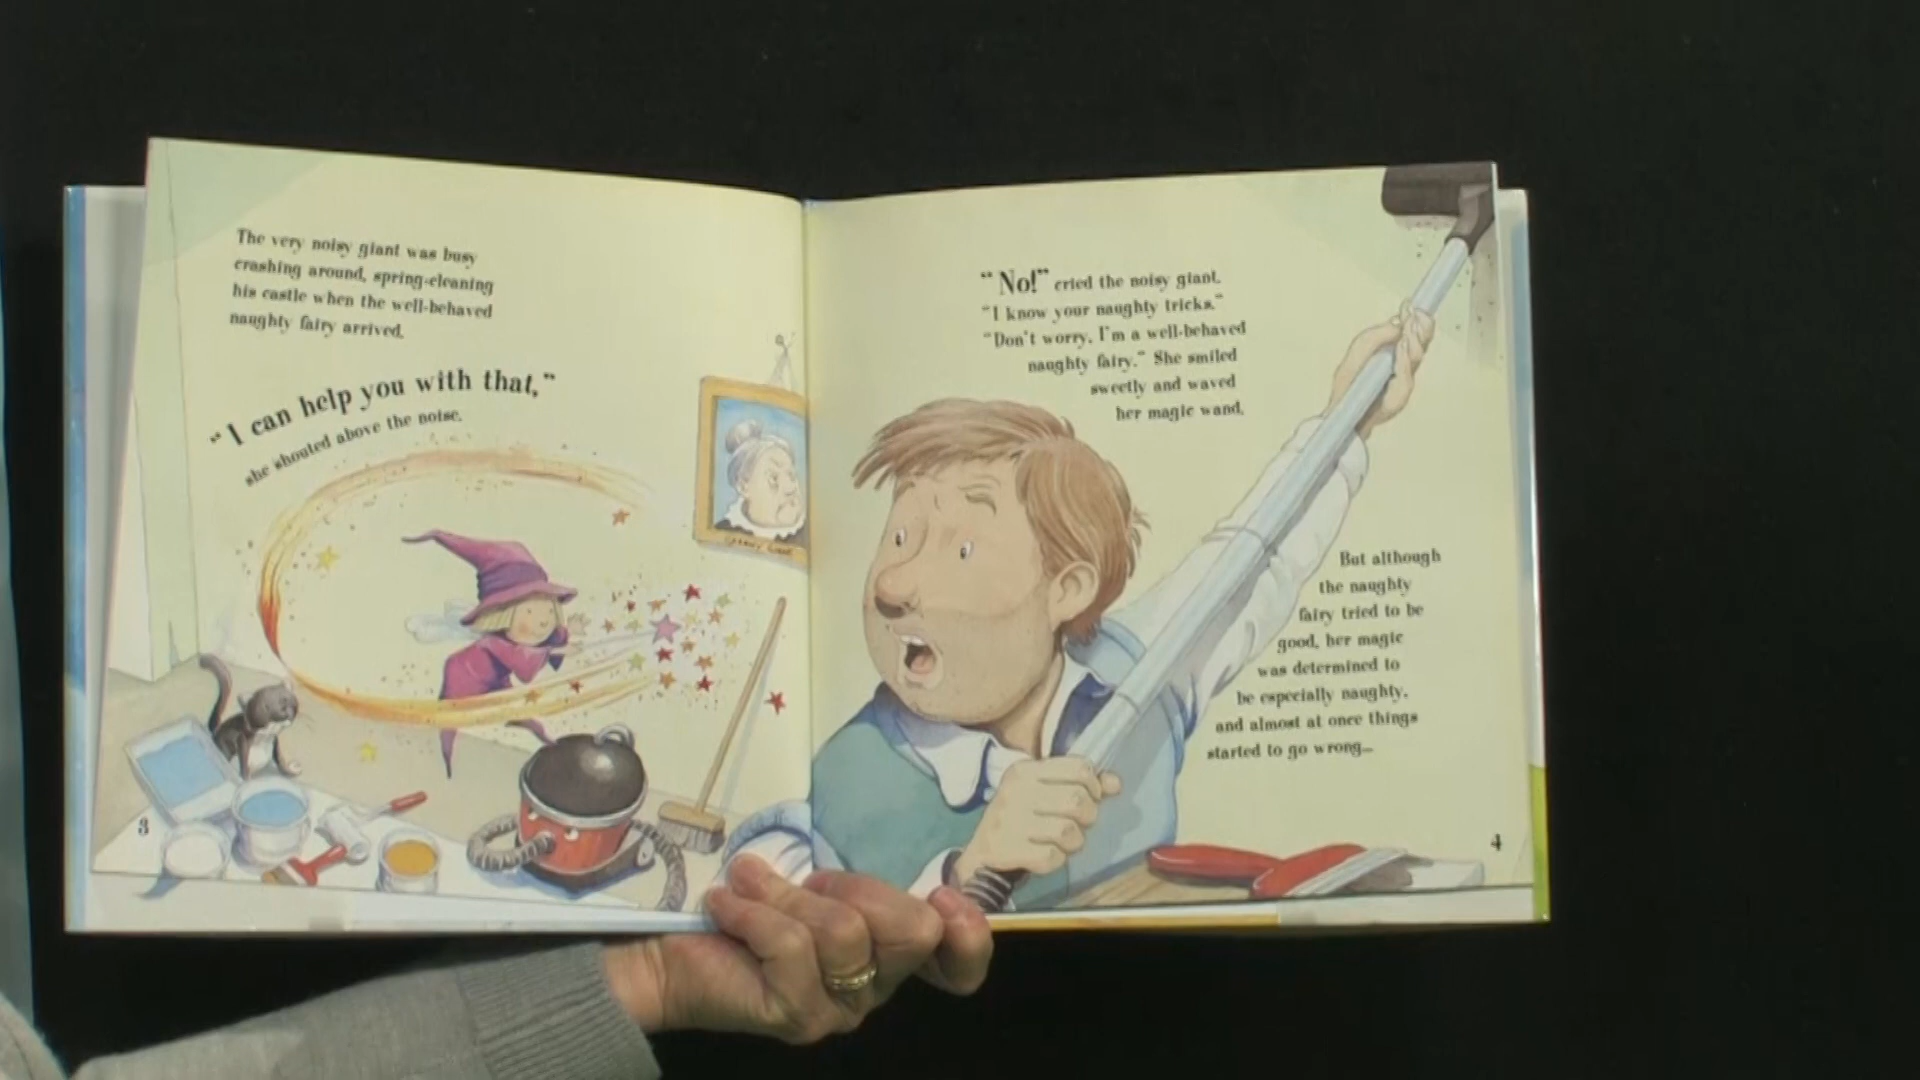 The very noisy giant was busy
crashing around, spring-cleaning
his castle when the well-behaved
naughty fairy arrived.
“I can help you with that,”
she shouted above the noise.
3
“No!” cried the noisy giant.
“I know your naughty tricks.”
“Don't worry, I'm a well-behaved
naughty fairy.” She smiled
sweetly and waved
her magic wand.
But although
the naughty
fairy tried to be
good, her magic
was determined to
be especially naughty,
and almost at once things
started to go wrong...
4